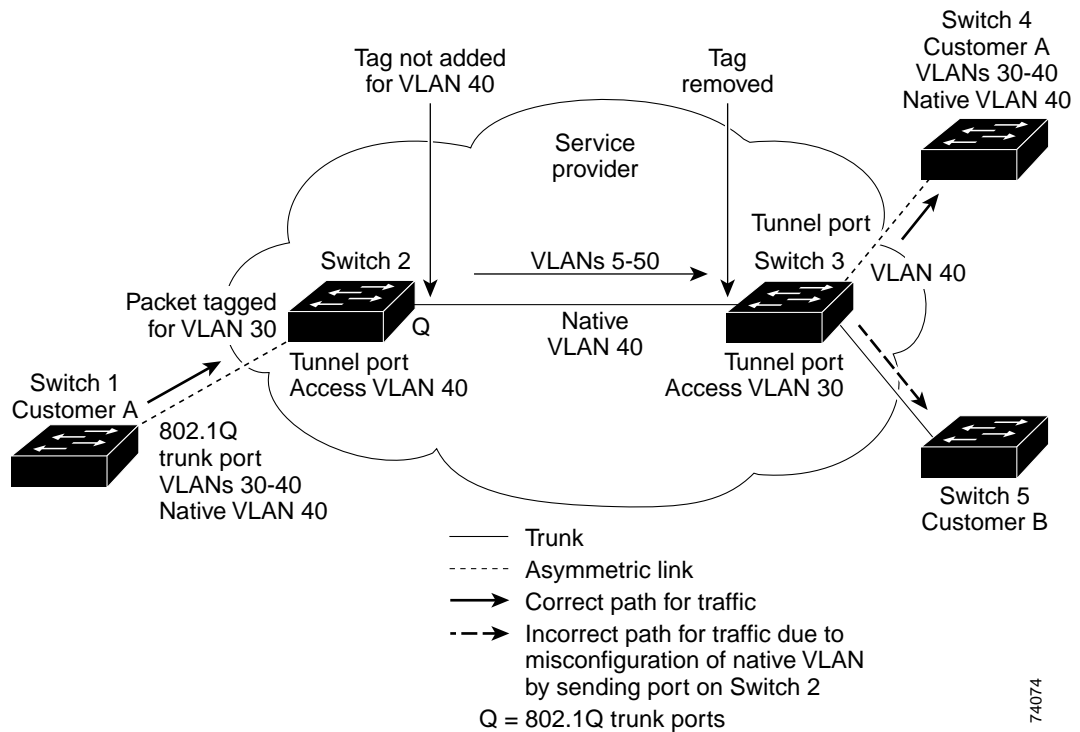 Tag not added
for VLAN 40
Tag
removed
Switch 4
Customer A
VLANs 30-40
Native VLAN 40
Service
provider
Tunnel port
VLAN 40
Switch 2
VLANs 5-50
Switch 3
Packet tagged
for VLAN 30
Q
Native
VLAN 40
Tunnel port
Access VLAN 40
Tunnel port
Access VLAN 30
Switch 1
Customer A
802.1Q
trunk port
VLANs 30-40
Native VLAN 40
Switch 5
Customer B
Trunk
Asymmetric link
Correct path for traffic
Incorrect path for traffic due to
misconfiguration of native VLAN
by sending port on Switch 2
Q = 802.1Q trunk ports
74074